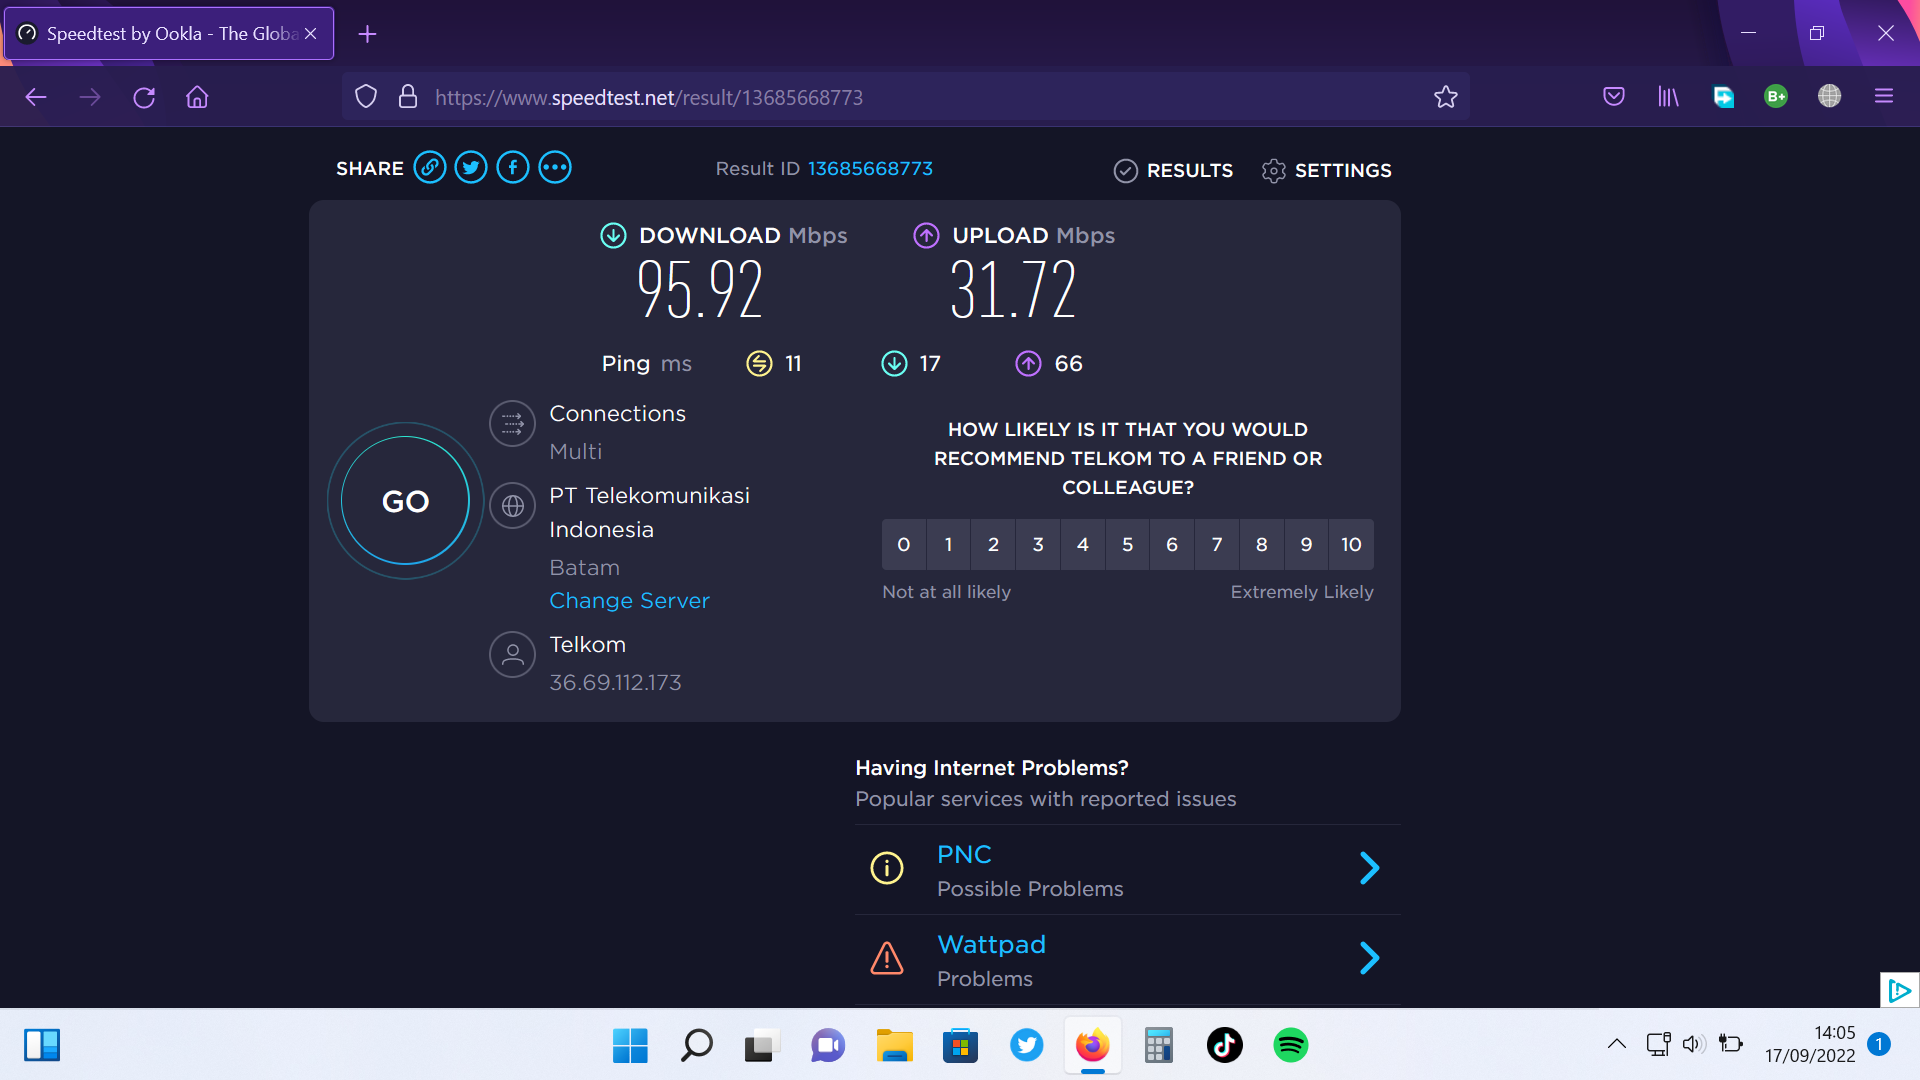 Speedtest by Ookla - The Globa
https://www.speedtest.net/result/13685668773
B+
SHARE
Result ID 13685668773
RESULTS
SETTINGS
DOWNLOAD Mbps
UPLOAD Mbps
95.92
31.72
Ping ms
11
17
66
GO
Connections
Multi
PT Telekomunikasi
Indonesia
Batam
Change Server
Telkom
36.69.112.173
HOW LIKELY IS IT THAT YOU WOULD
RECOMMEND TELKOM TO A FRIEND OR
COLLEAGUE?
0 1 2 3 4 5 6 7 8 9 10
Not at all likely
Extremely Likely
Having Internet Problems?
Popular services with reported issues
PNC
Possible Problems
Wattpad
Problems
14:05
17/09/2022
1